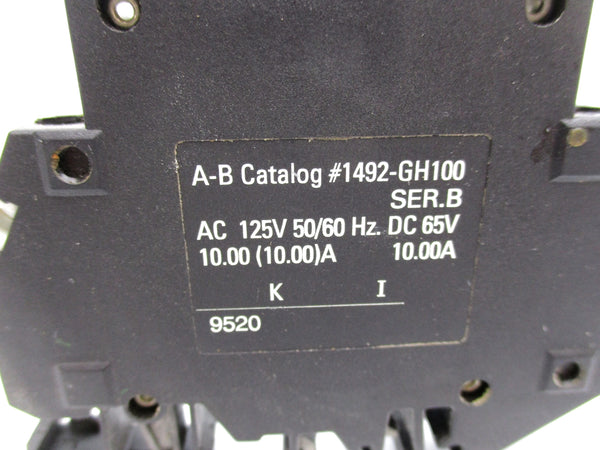 A-B Catalog #1492-GH100
SER.B
AC 125V 50/60 Hz. DC 65V
10.00 (10.00)A 10.00A
K I
9520